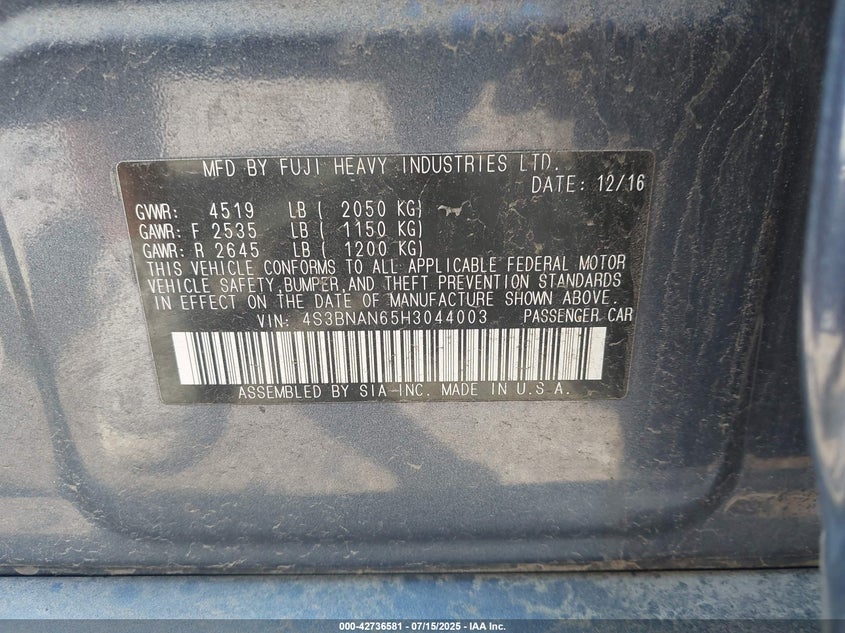 MFD BY FUJI HEAVY INDUSTRIES LTD.
DATE: 12/16
GVWR: 4519 LB ( 2050 KG)
GAWR: F 2535 LB ( 1150 KG)
GAWR: R 2645 LB ( 1200 KG)
THIS VEHICLE CONFORMS TO ALL APPLICABLE FEDERAL MOTOR
VEHICLE SAFETY,BUMPER,AND THEFT PREVENTION STANDARDS
IN EFFECT ON THE DATE OF MANUFACTURE SHOWN ABOVE.
VIN: 4S3BNAN65H3044003 PASSENGER CAR
ASSEMBLED BY SIA-INC. MADE IN U.S.A.
000-42736581 - 07/15/2025 - IAA Inc.